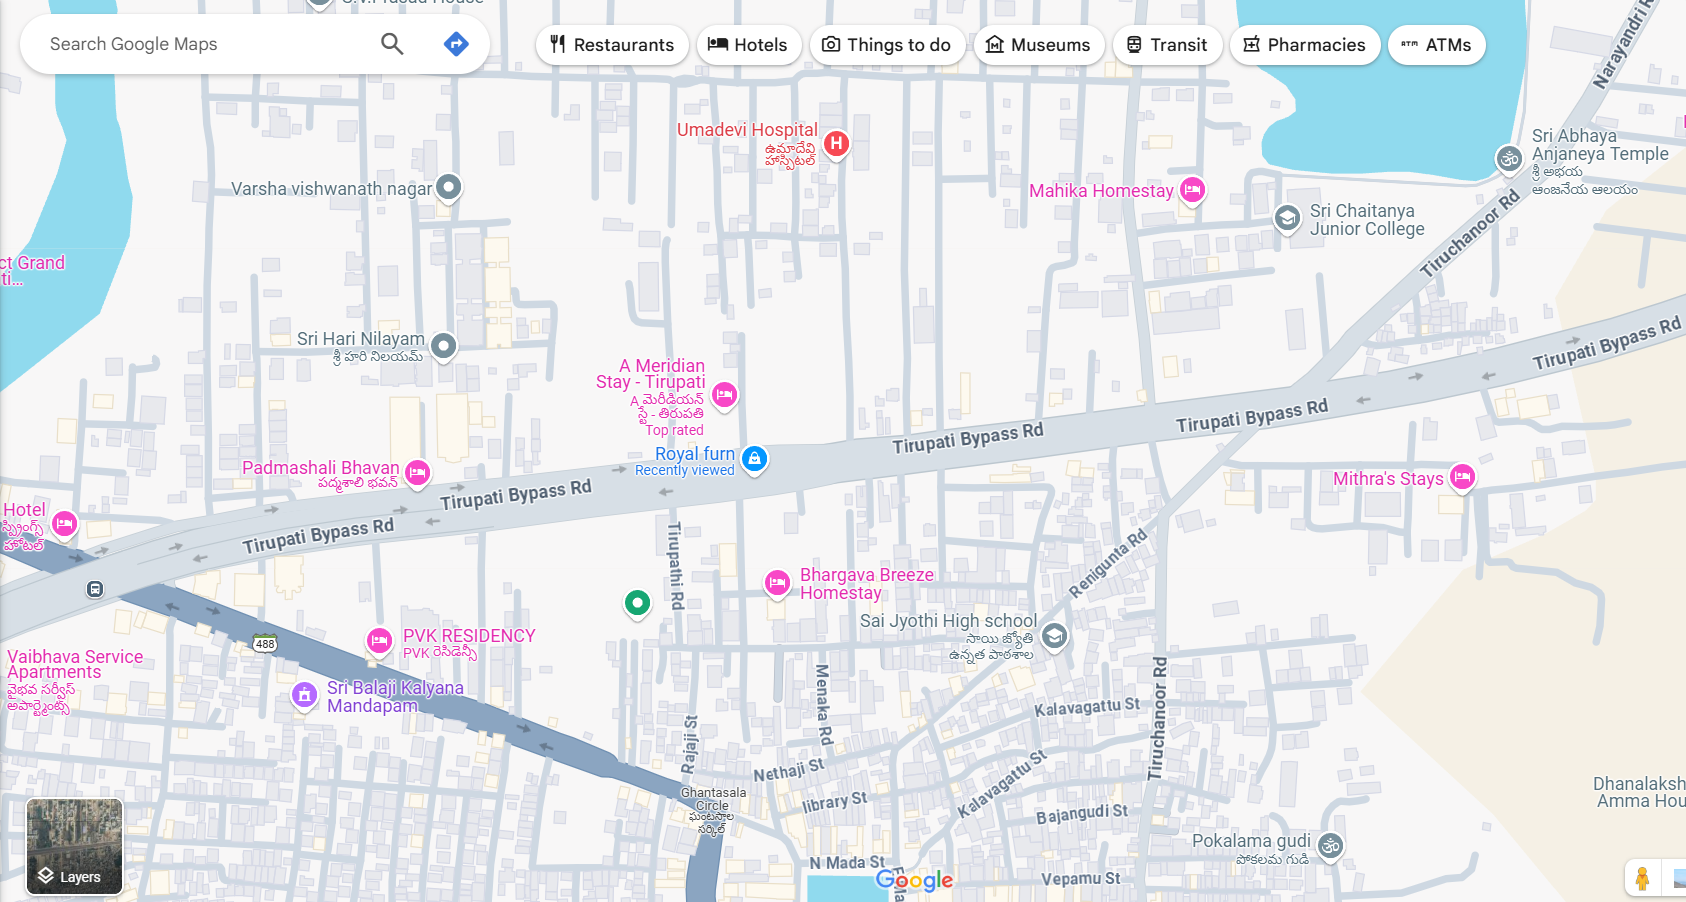 S.V.Prasad House
Search Google Maps
Restaurants
Hotels
Things to do
Museums
Transit
Pharmacies
ATM
ATMs
Narayandri R
Umadevi Hospital
ఉమాదేవి
హాస్పిటల్
H
Sri Abhaya
Anjaneya Temple
శ్రీ అభయ
ఆంజనేయ ఆలయం
Varsha vishwanath nagar
Mahika Homestay
Sri Chaitanya
Junior College
Tiruchanoor Rd
ct Grand
ti...
Sri Hari Nilayam
శ్రీ హరి నిలయమ్
Tirupati Bypass Rd
A Meridian
Stay - Tirupati
A మెరీడియన్
స్టే - తిరుపతి
Top rated
Tirupati Bypass Rd
Tirupati Bypass Rd
Royal furn
Recently viewed
Padmashali Bhavan
పద్మశాలి భవన్
Mithra's Stays
Tirupati Bypass Rd
Hotel
స్ప్రింగ్స్
హోటల్
Tirupati Bypass Rd
Tirupathi Rd
Renigunta Rd
Bhargava Breeze
Homestay
Sai Jyothi High school
సాయి జ్యోతి
ఉన్నత పాఠశాల
488
PVK RESIDENCY
PVK రెసిడెన్సీ
Vaibhava Service
Apartments
వైభవ సర్వీస్
అపార్ట్మెంట్స్
Sri Balaji Kalyana
Mandapam
Menaka Rd
Rajaji St
Kalavagattu St
Tiruchanoor Rd
Nethaji St
Kalavagattu St
library St
Bajangudi St
Ghantasala
Circle
ఘంటసాల
సర్కిల్
Dhanalaksh
Amma Hou
Pokalama gudi
పోకలమ గుడి
N Mada St
Vepamu St
Layers
Google